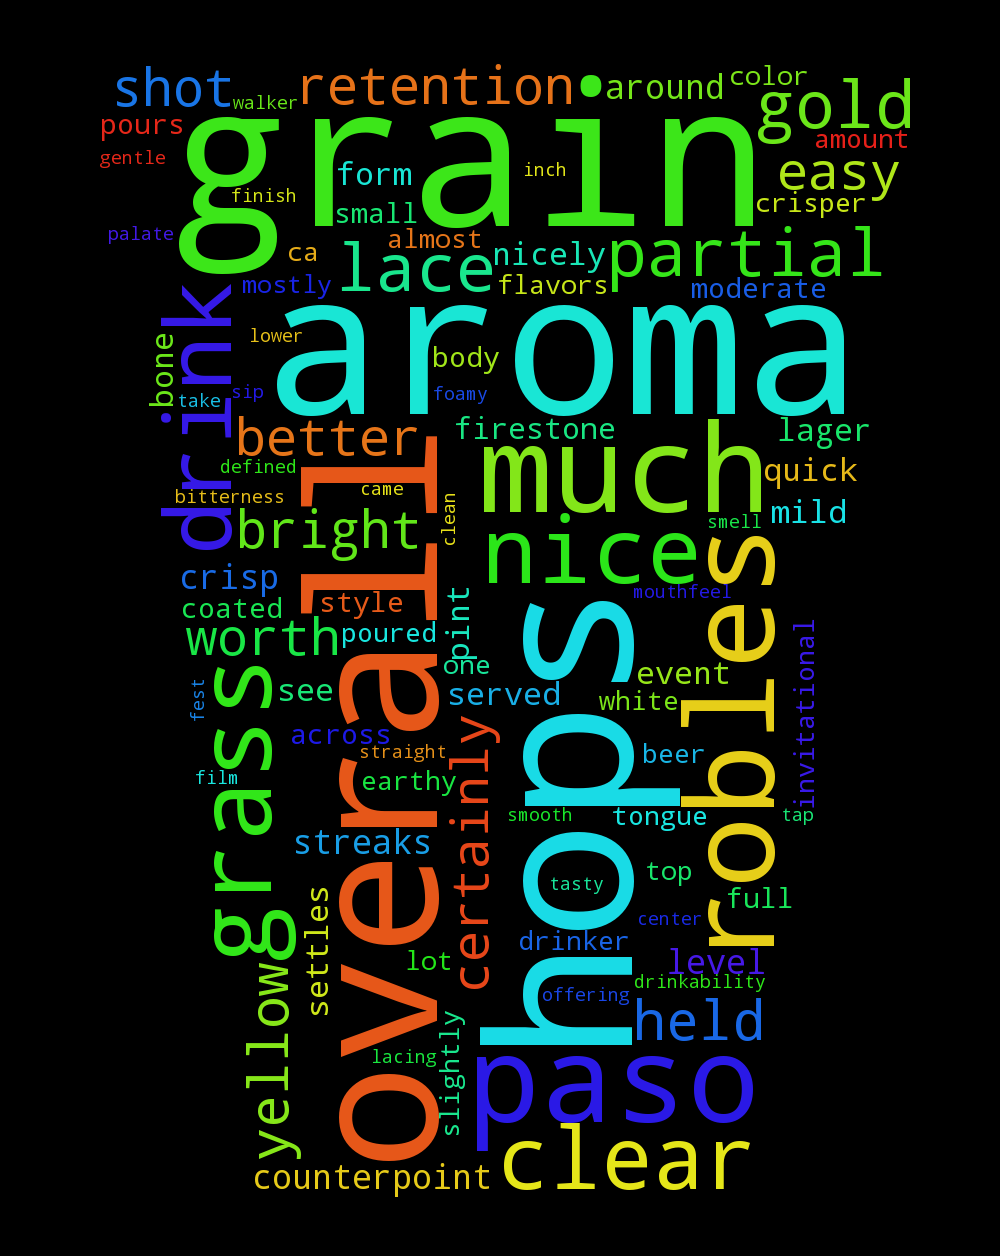 shot
retention
around
color
gold
walker
grain
pours
amount
gentle
form
inch
easy
finish
small
crisper
palate
almost
nicely
partial
ca
lace
mostly
flavors
moderate
drink
aroma
bone
lower
body
take
sip
foamy
better
firestone
lager
much
defined
quick
bitterness
came
clean
mild
bright
nice
smell
crisp
mouthfeel
coated
style
pint
worth
poured
overall
one
hops
robles
event
see
served
white
fest
invitational
grass
across
straight
certainly
beer
film
earthy
streaks
smooth
tongue
tap
tasty
top
full
settles
center
drinker
lot
level
drinkability
yellow
offering
held
slightly
lacing
paso
clear
counterpoint